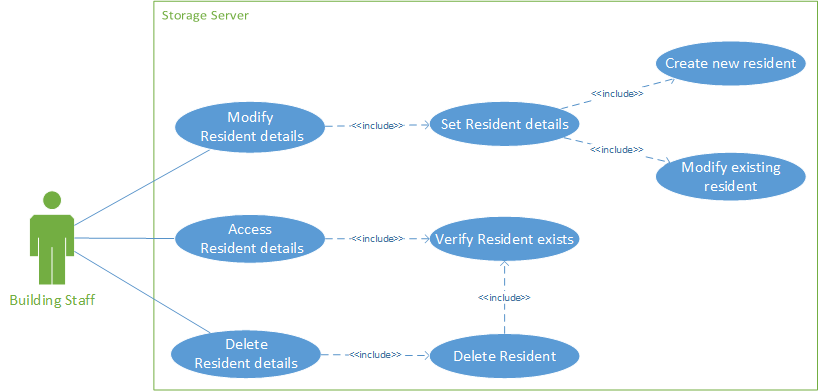 Storage Server
Create new resident
<<include>>
Modify
Resident details
<<include>>
Set Resident details
<<include>>
Modify existing
resident
Access
Resident details
<<include>>
Verify Resident exists
Building Staff
<<include>>
Delete
Resident details
<<include>>
Delete Resident